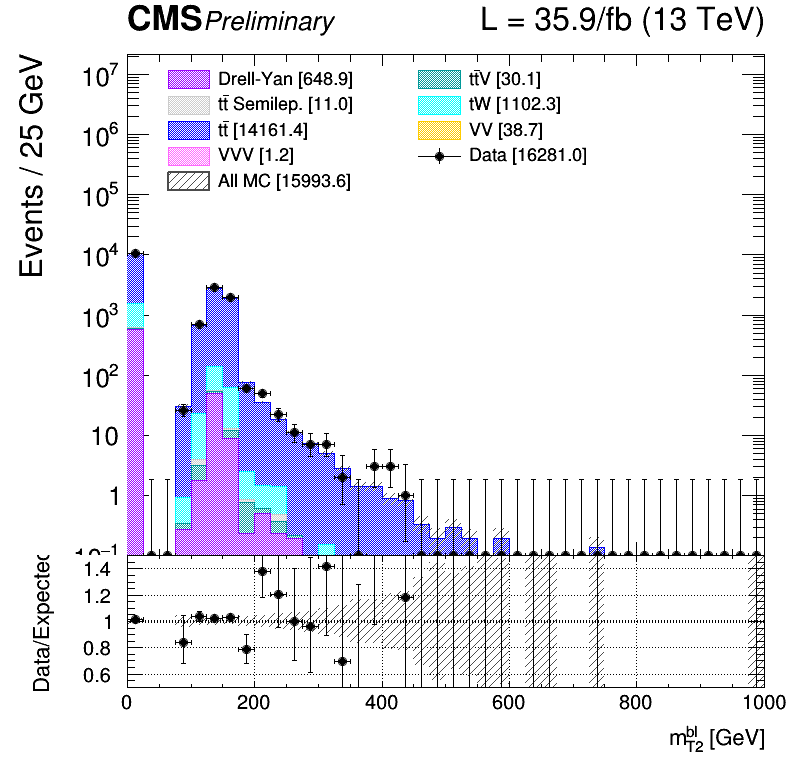 CMS Preliminary L = 35.9/fb (13 TeV)
Events / 25 GeV
10⁷
10⁶
10⁵
10⁴
10³
10²
10
1
10⁻¹
Drell-Yan [648.9]
tt̄ Semilep. [11.0]
tt̄ [14161.4]
VVV [1.2]
All MC [15993.6]
tt̄V [30.1]
tW [1102.3]
VV [38.7]
Data [16281.0]
Data/Expected
1.4
1.2
1
0.8
0.6
0 200 400 600 800 1000
m_{T2}^{bl} [GeV]